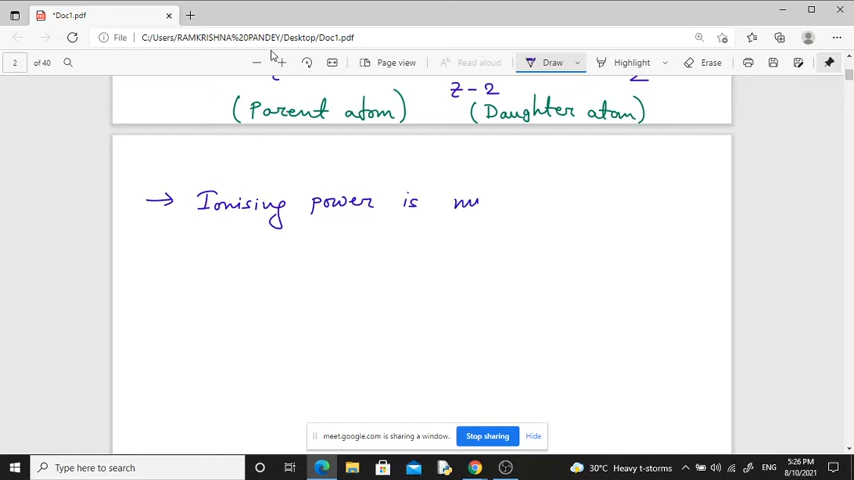 *Doc1.pdf
File
C:/Users/RAMKRISHNA%20PANDEY/Desktop/Doc1.pdf
2 of 40
Page view
Read aloud
Draw
Highlight
Erase
z-2
(Parent atom) (Daughter atom)
→ Ionising power is
meet.google.com is sharing a window. Stop sharing Hide
Type here to search
30°C Heavy t-storms
ENG
5:26 PM
8/10/2021